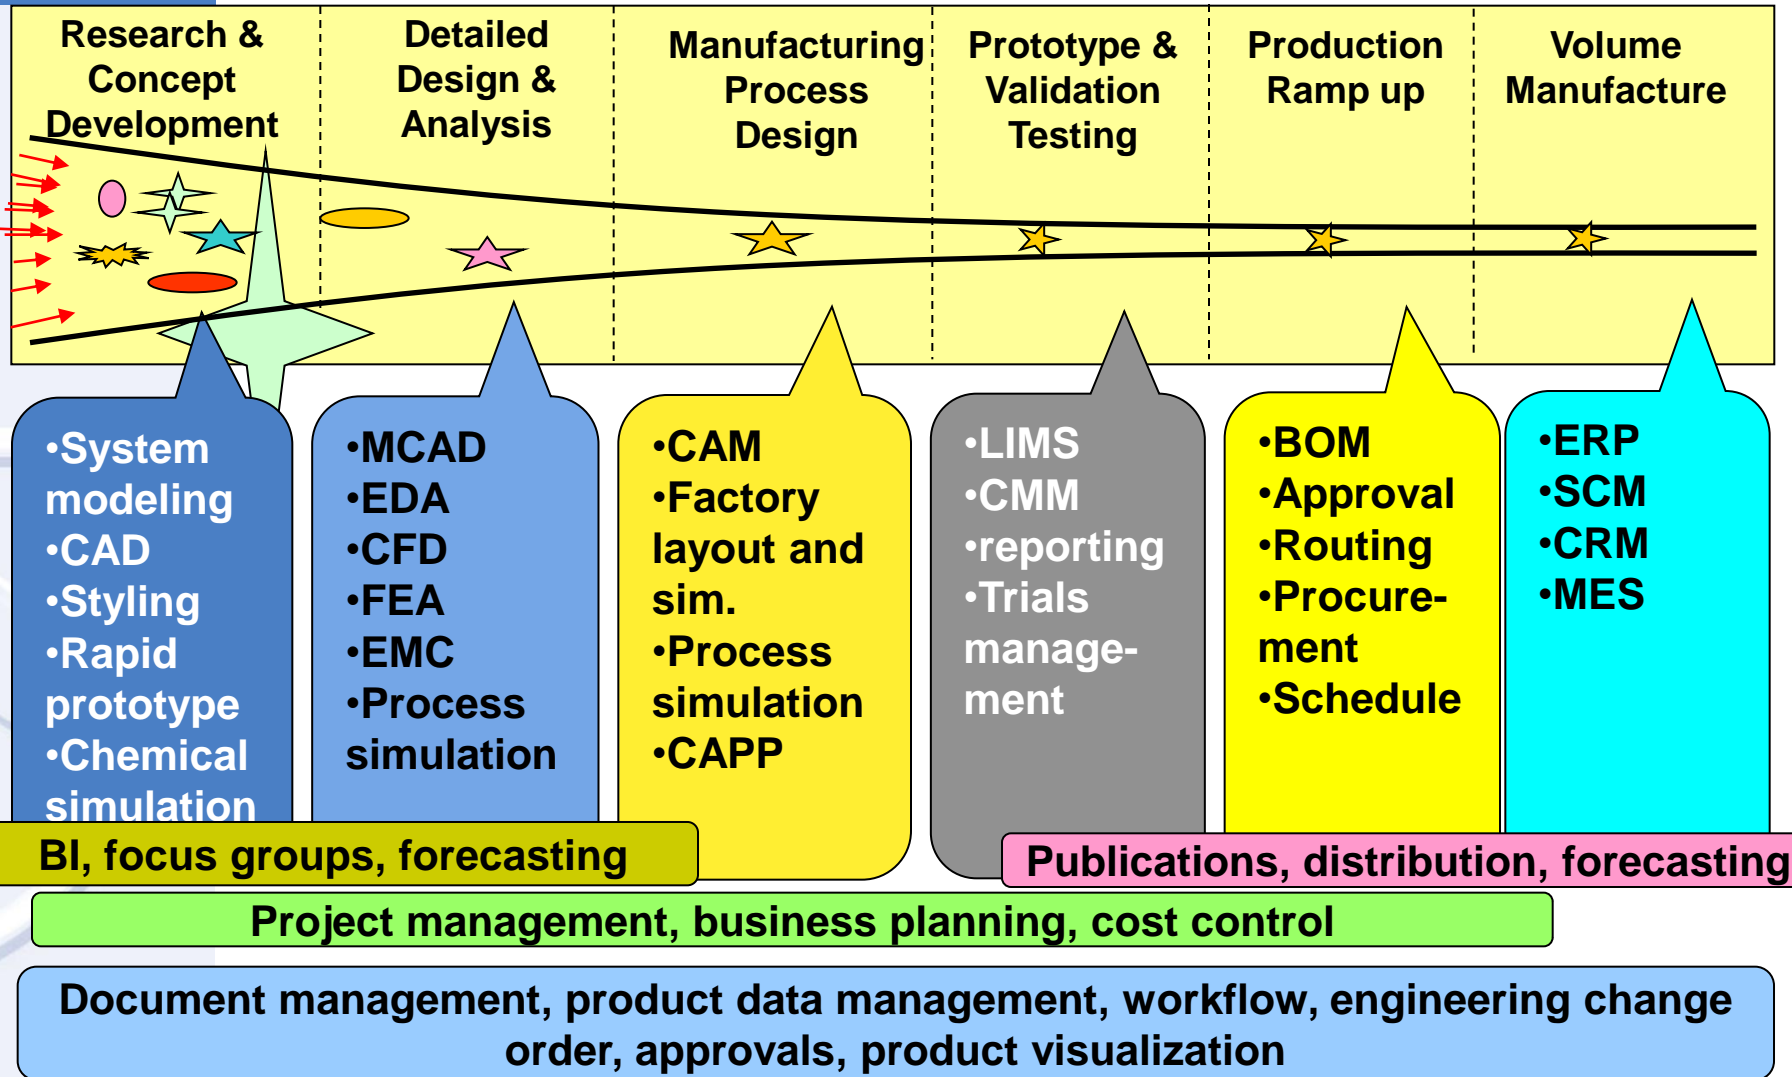 Research &
Concept
Development
Detailed
Design &
Analysis
Manufacturing
Process
Design
Prototype &
Validation
Testing
Production
Ramp up
Volume
Manufacture
•System
modeling
•CAD
•Styling
•Rapid
prototype
•Chemical
simulation
•MCAD
•EDA
•CFD
•FEA
•EMC
•Process
simulation
•CAM
•Factory
layout and
sim.
•Process
simulation
•CAPP
•LIMS
•CMM
•reporting
•Trials
manage-
ment
•BOM
•Approval
•Routing
•Procure-
ment
•Schedule
•ERP
•SCM
•CRM
•MES
BI, focus groups, forecasting
Publications, distribution, forecasting
Project management, business planning, cost control
Document management, product data management, workflow, engineering change
order, approvals, product visualization